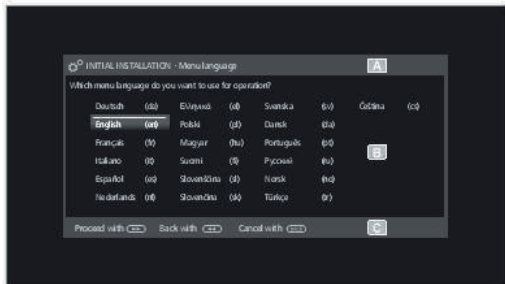 INITIAL INSTALLATION - Menu language A
Which menu language do you want to use for operation?
Deutsch (de) Ελληνικά (el) Svenska (sv) Čeština (cs)
English (en) Polski (pl) Dansk (da)
Français (fr) Magyar (hu) Português (pt)
Italiano (it) Suomi (fi) Русский (ru) B
Español (es) Slovenščina (sl) Norsk (no)
Nederlands (nl) Slovenčina (sk) Türkçe (tr)
Proceed with Back with Cancel with C